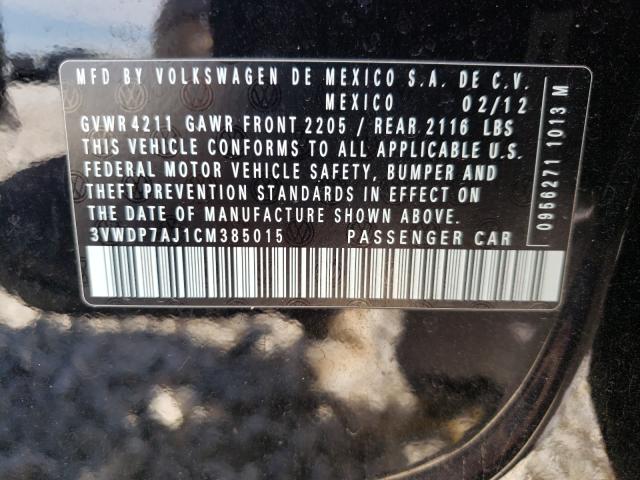 MFD BY VOLKSWAGEN DE MEXICO S.A. DE C.V.
MEXICO 02/12
GVWR 4211 GAWR FRONT 2205 / REAR 2116 LBS
THIS VEHICLE CONFORMS TO ALL APPLICABLE U.S.
FEDERAL MOTOR VEHICLE SAFETY, BUMPER AND
THEFT PREVENTION STANDARDS IN EFFECT ON
THE DATE OF MANUFACTURE SHOWN ABOVE.
3VWDP7AJ1CM385015 PASSENGER CAR
0956271 1013 M